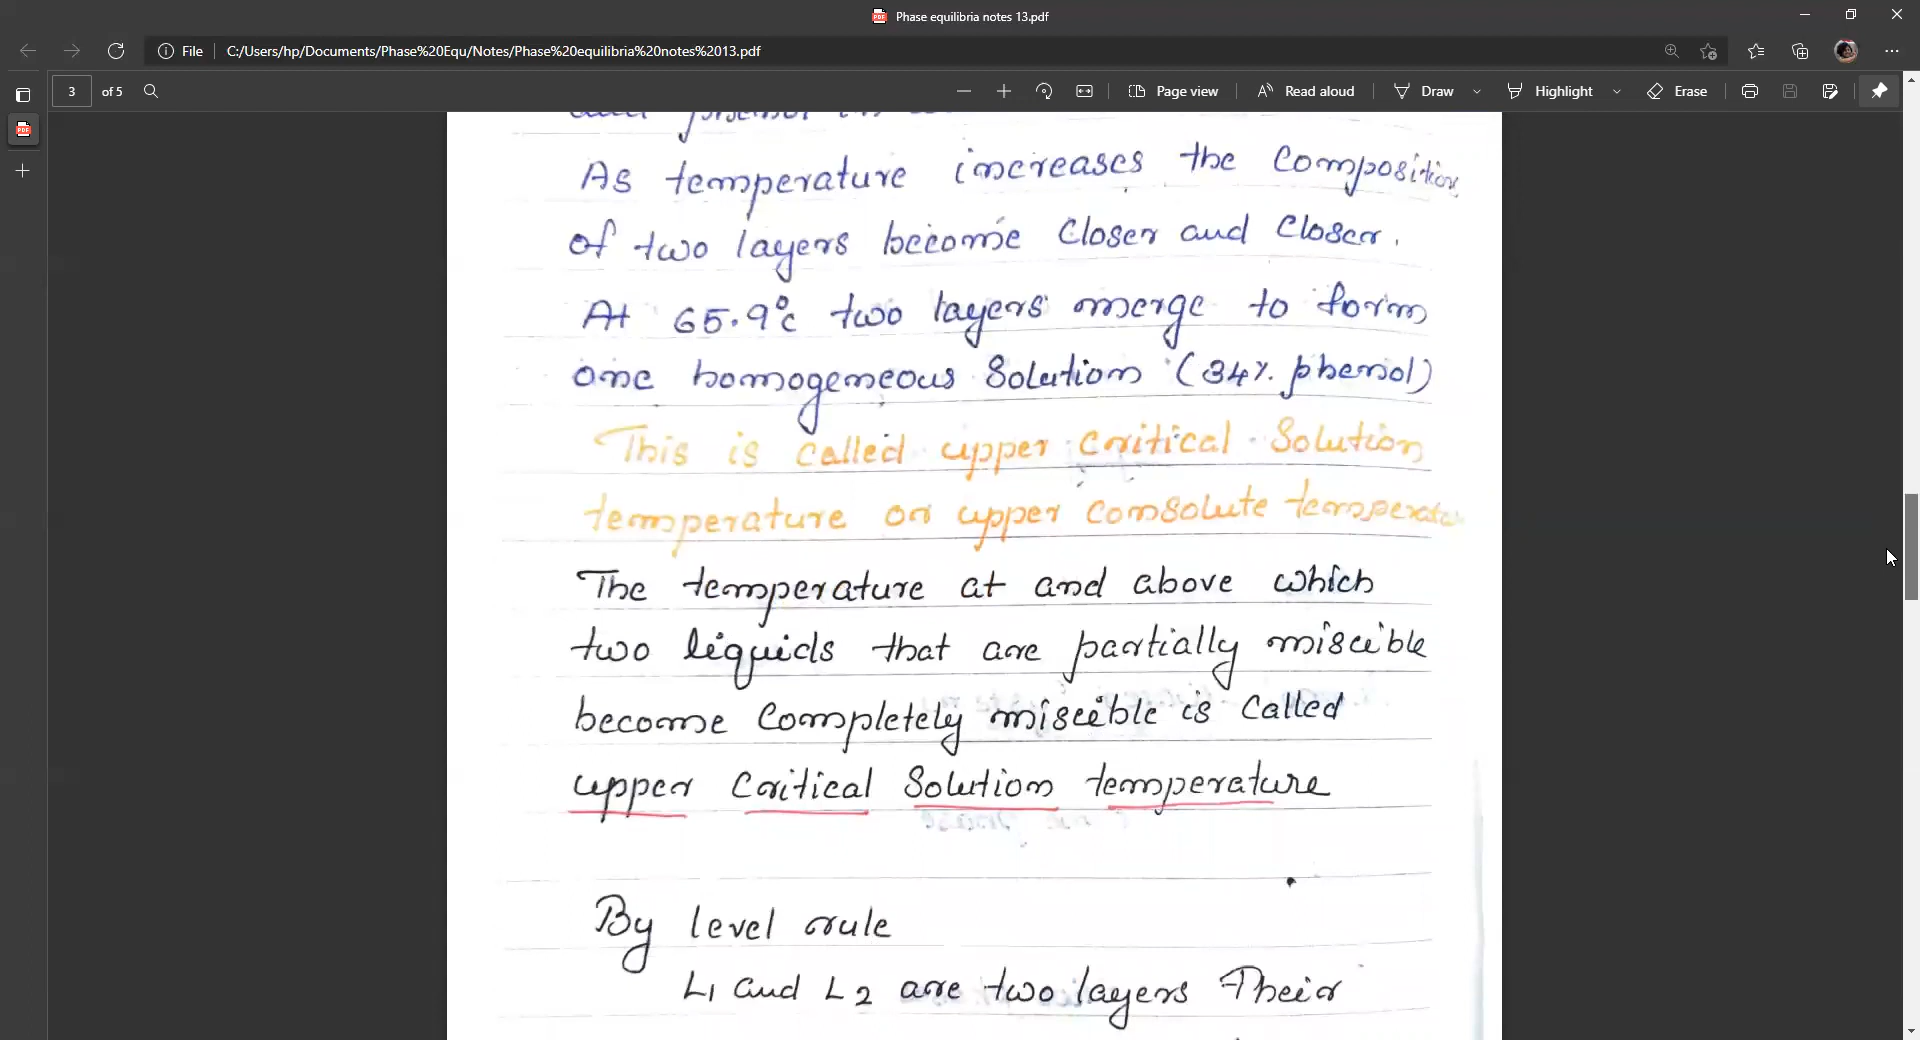 Phase equilibria notes 13.pdf
File C:/Users/hp/Documents/Phase%20Equ/Notes/Phase%20equilibria%20notes%2013.pdf
3 of 5 Page view Read aloud Draw Highlight Erase
As temperature increases the Composition
of two layers become Closer and Closer.
At 65.9°c two layers merge to form
one homogeneous Solution (34%. phenol)
This is called upper Critical Solution
temperature or upper Consolute temperatu
The temperature at and above which
two liquids that are partially miscible
become Completely miscible is Called
upper Critical Solution temperature
By level rule
L1 and L2 are two layers Their